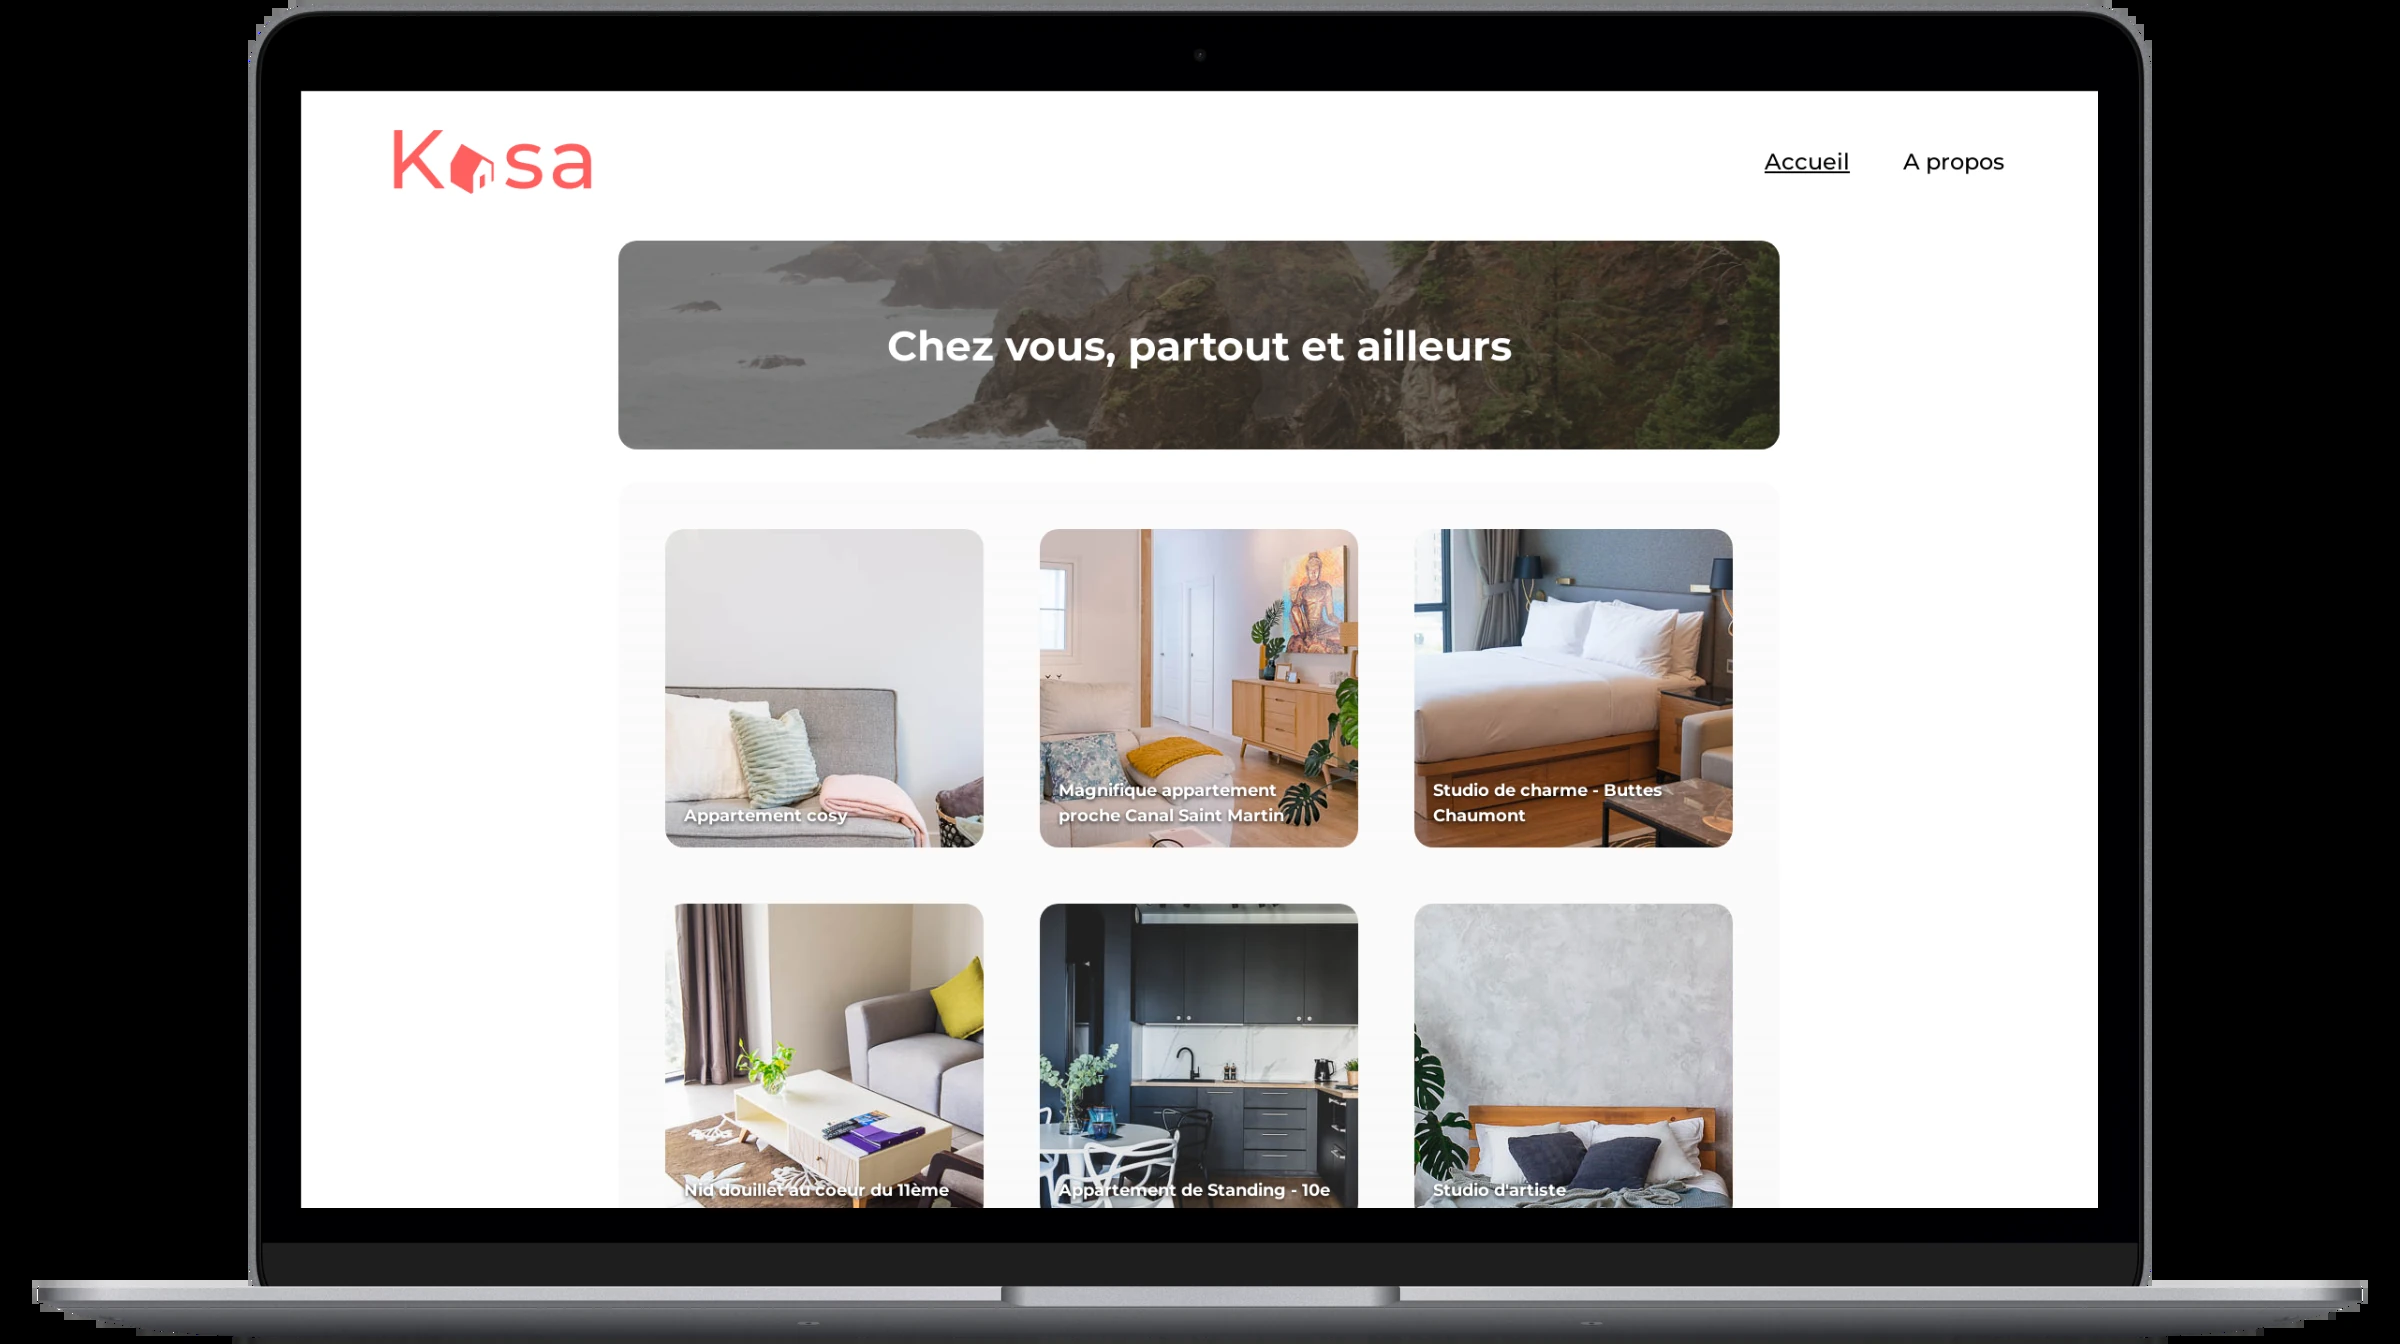 Kasa
Accueil
A propos
Chez vous, partout et ailleurs
Appartement cosy
Magnifique appartement
proche Canal Saint Martin
Studio de charme - Buttes
Chaumont
Nid douillet au coeur du 11ème
Appartement de Standing - 10e
Studio d'artiste